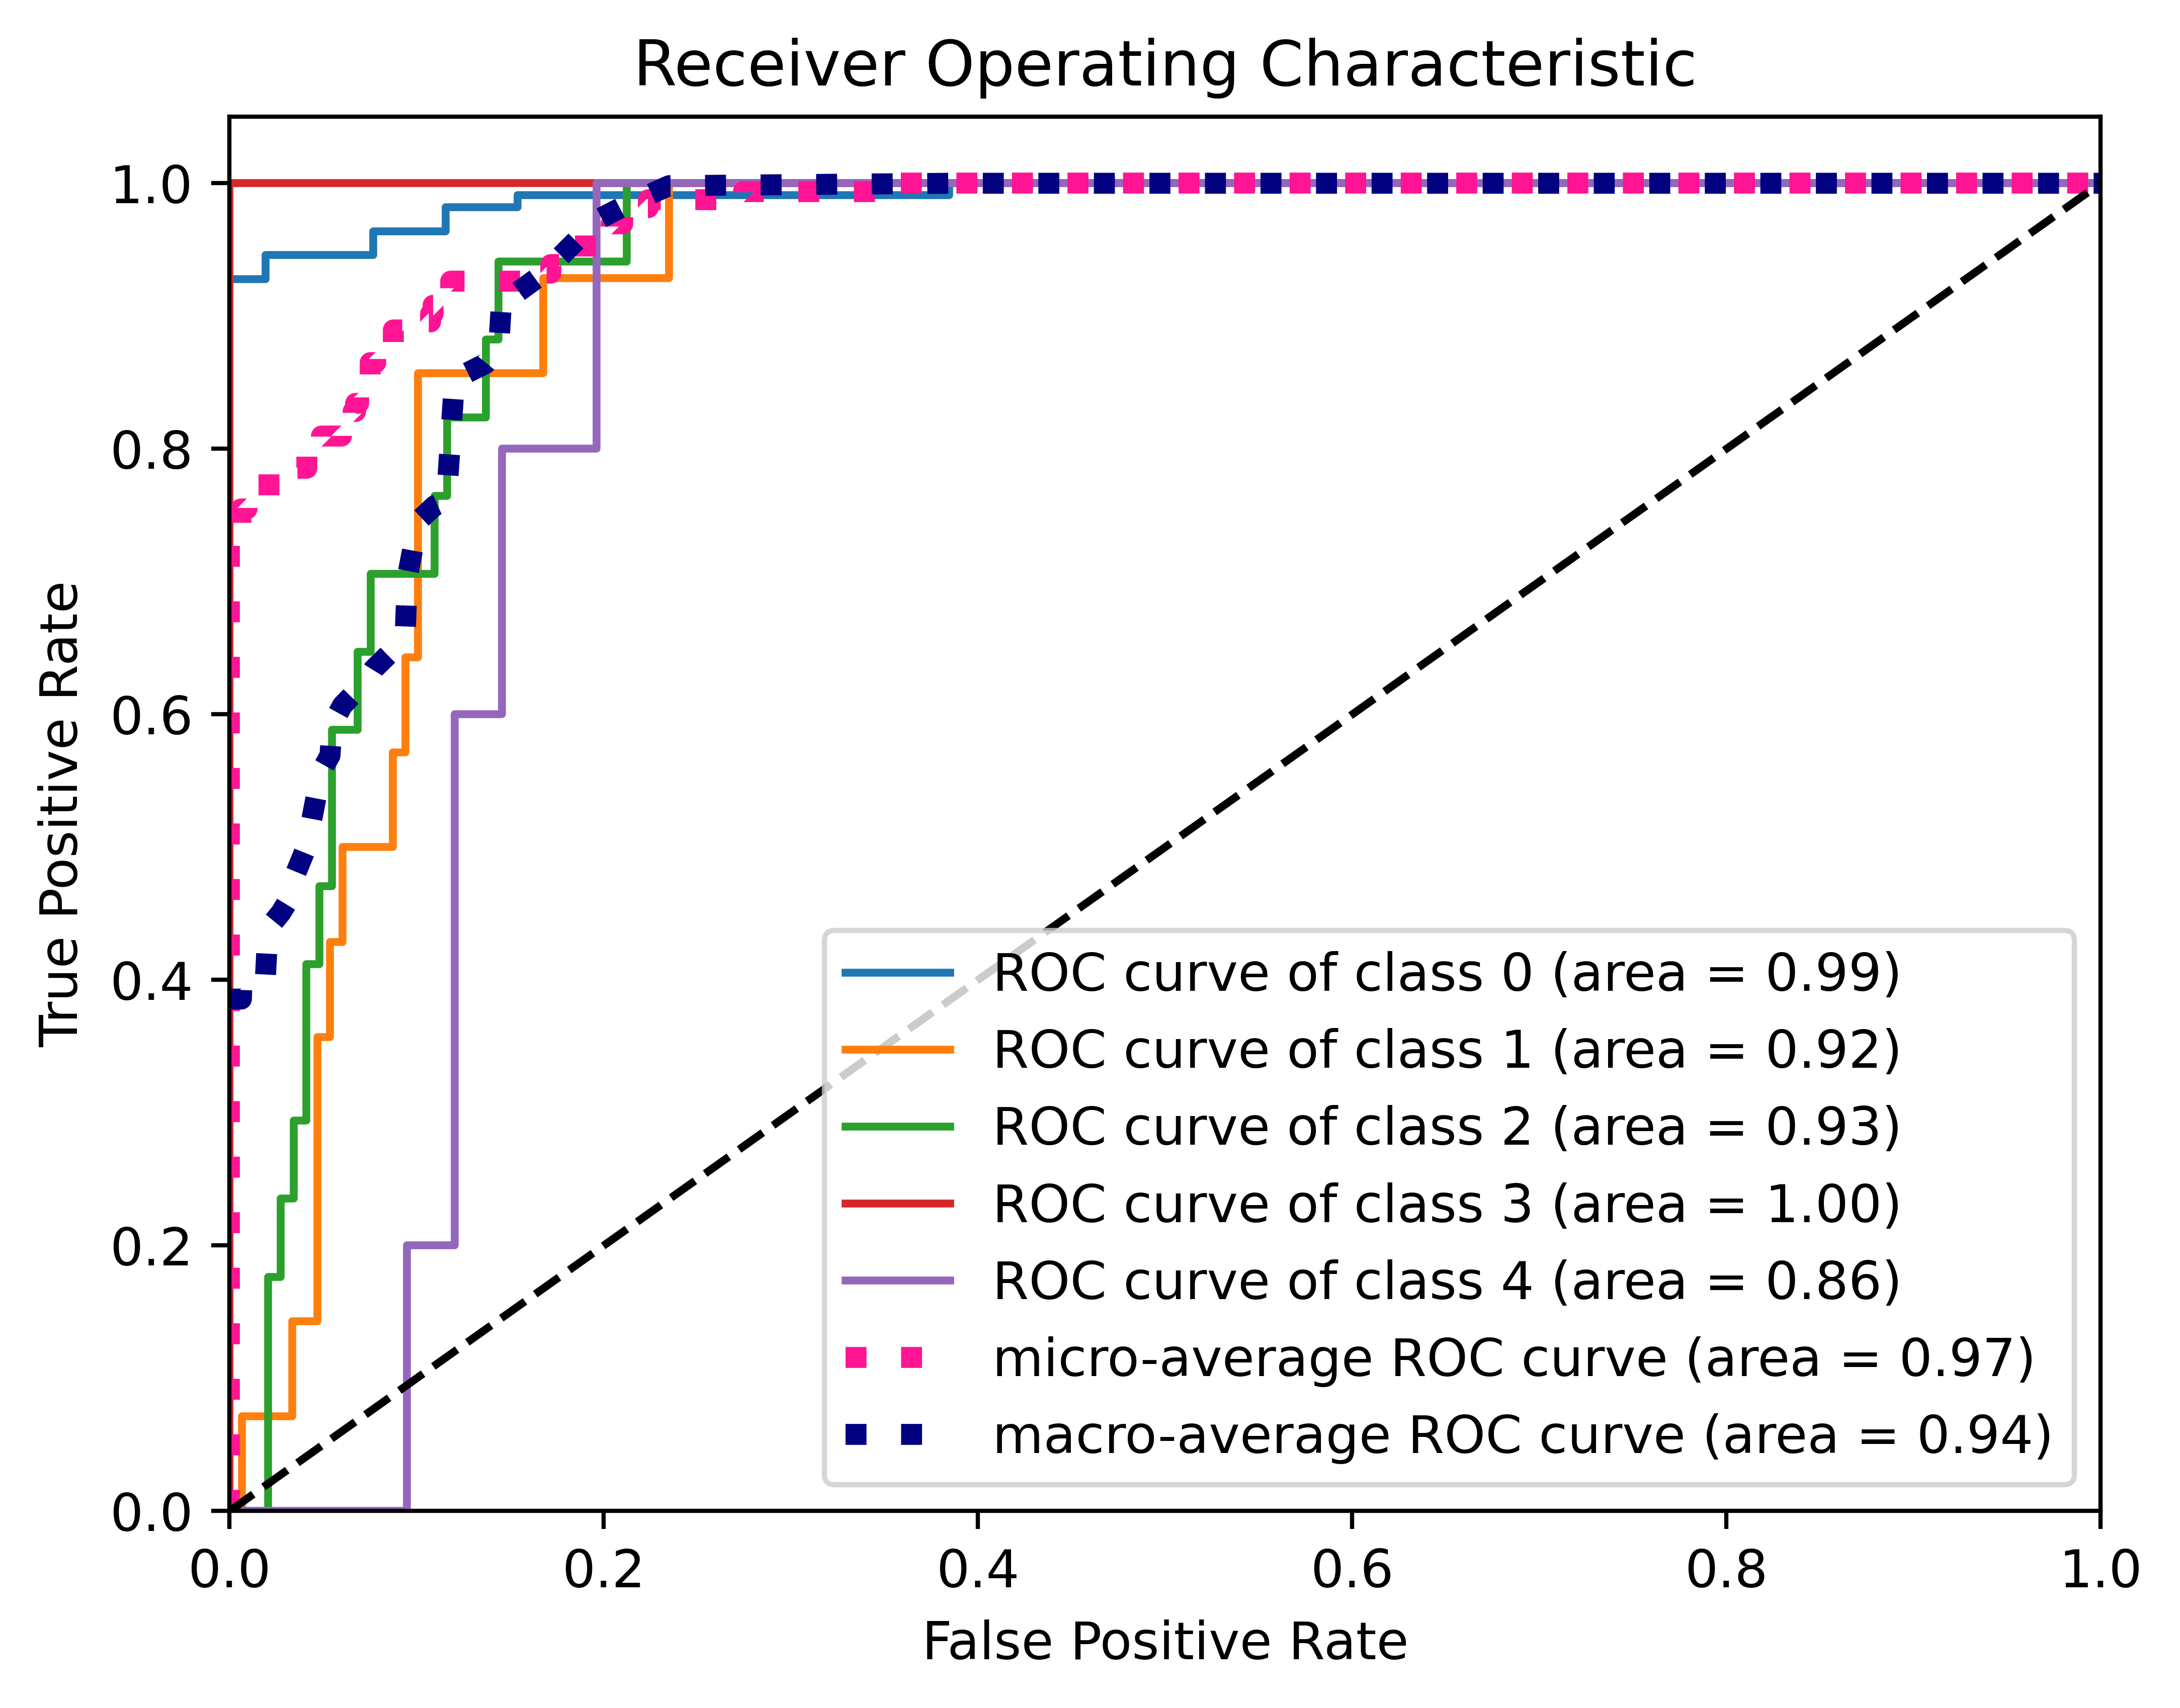 Receiver Operating Characteristic
1.0
0.8
0.6
0.4
0.2
0.0
True Positive Rate
ROC curve of class 0 (area = 0.99)
ROC curve of class 1 (area = 0.92)
ROC curve of class 2 (area = 0.93)
ROC curve of class 3 (area = 1.00)
ROC curve of class 4 (area = 0.86)
micro-average ROC curve (area = 0.97)
macro-average ROC curve (area = 0.94)
0.0 0.2 0.4 0.6 0.8 1.0
False Positive Rate